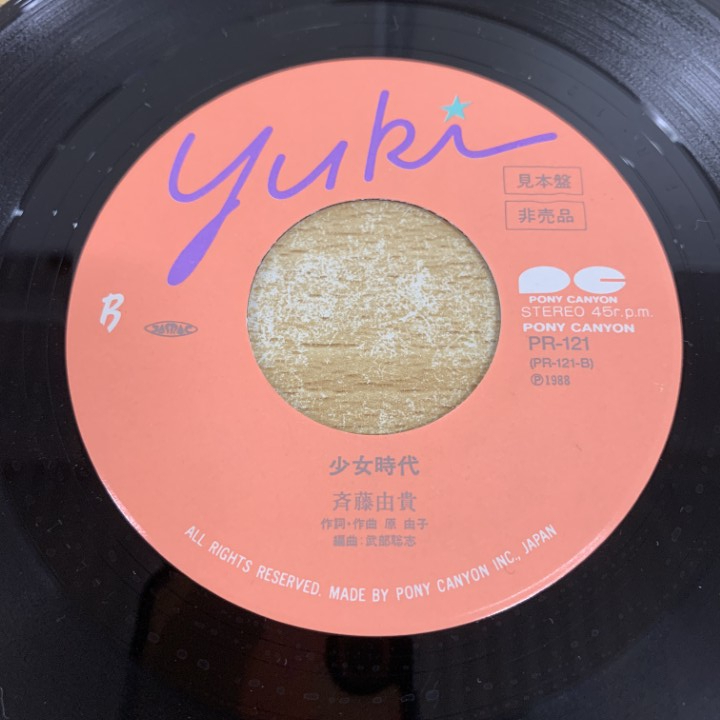 yuki
見本盤
非売品
PONY CANYON
STEREO 45r.p.m.
PONY CANYON
PR-121
(PR-121-B)
Ⓟ1988
B
JASRAC
少女時代
斉藤由貴
作詞・作曲 原 由子
編曲:武部聡志
ALL RIGHTS RESERVED. MADE BY PONY CANYON INC., JAPAN